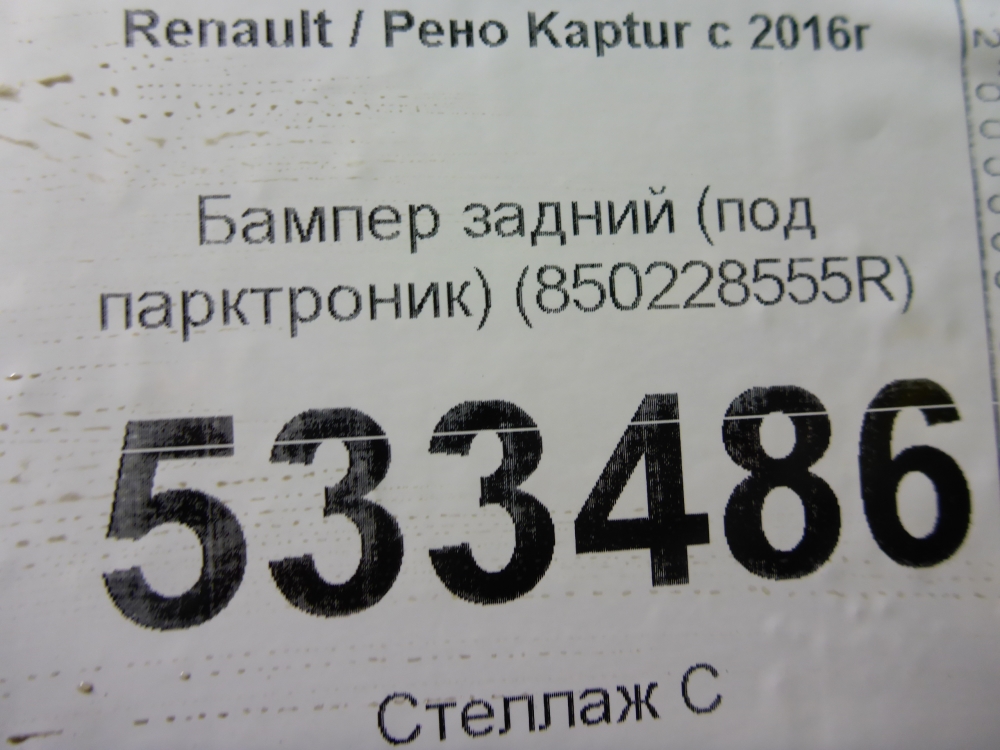 Renault / Рено Kaptur с 2016г
Бампер задний (под
парктроник) (850228555R)
533486
Стеллаж С